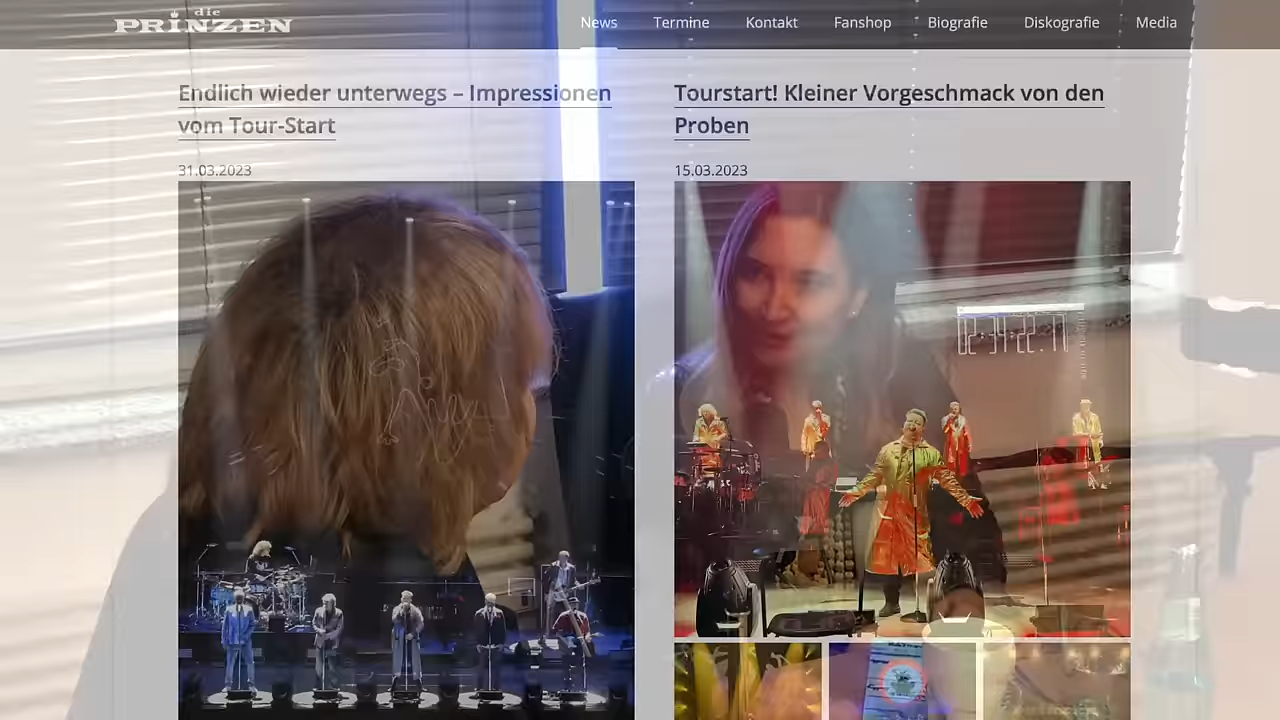 die
PRINZEN
News Termine Kontakt Fanshop Biografie Diskografie Media
Endlich wieder unterwegs – Impressionen
vom Tour-Start
31.03.2023
Tourstart! Kleiner Vorgeschmack von den
Proben
15.03.2023